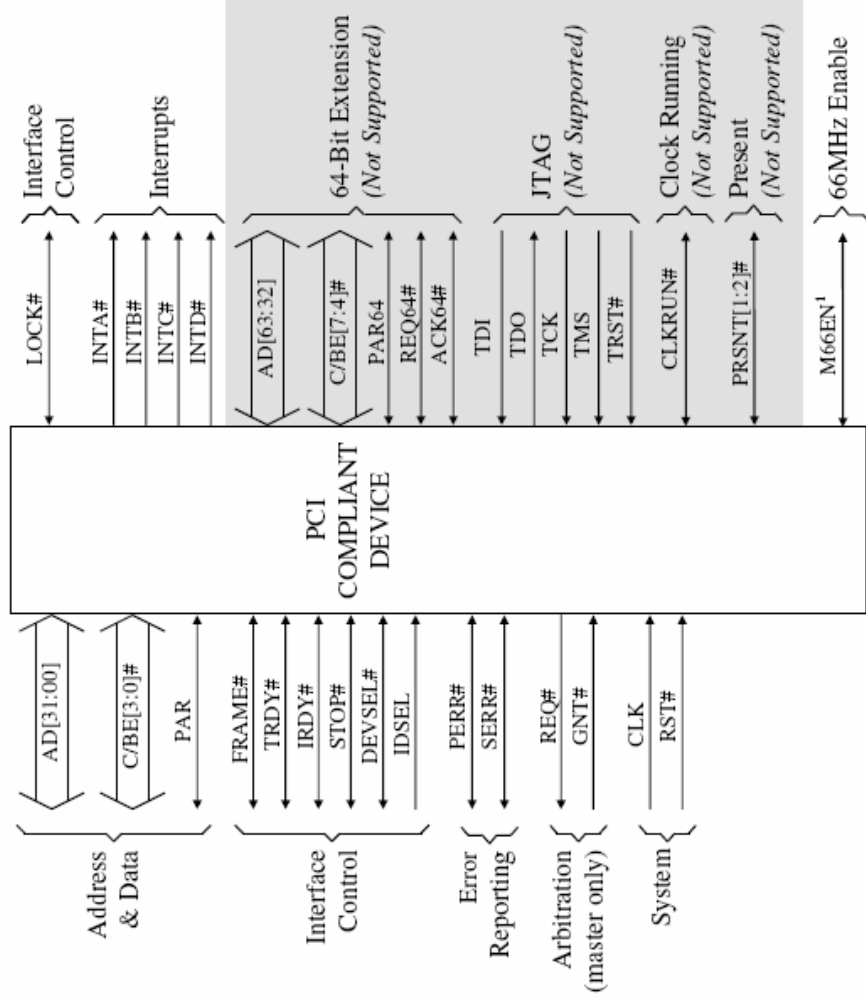 Address
& Data
AD[31:00]
C/BE[3:0]#
PAR
Interface
Control
FRAME#
TRDY#
IRDY#
STOP#
DEVSEL#
IDSEL
Error
Reporting
PERR#
SERR#
Arbitration
(master only)
REQ#
GNT#
System
CLK
RST#
PCI
COMPLIANT
DEVICE
LOCK#
Interface
Control
INTA#
INTB#
INTC#
INTD#
Interrupts
AD[63:32]
C/BE[7:4]#
PAR64
REQ64#
ACK64#
64-Bit Extension
(Not Supported)
TDI
TDO
TCK
TMS
TRST#
JTAG
(Not Supported)
CLKRUN#
Clock Running
(Not Supported)
PRSNT[1:2]#
Present
(Not Supported)
M66EN¹
66MHz Enable